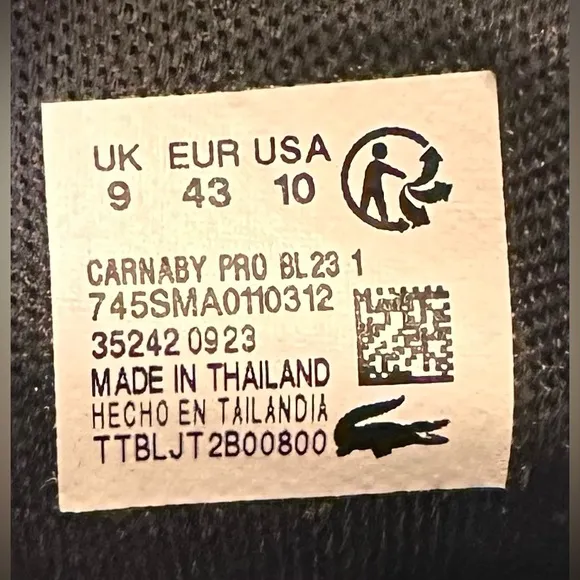 UK EUR USA
9 43 10
CARNABY PRO BL23 1
745SMA0110312
35242 0923
MADE IN THAILAND
HECHO EN TAILANDIA
TTBLJT2B00800